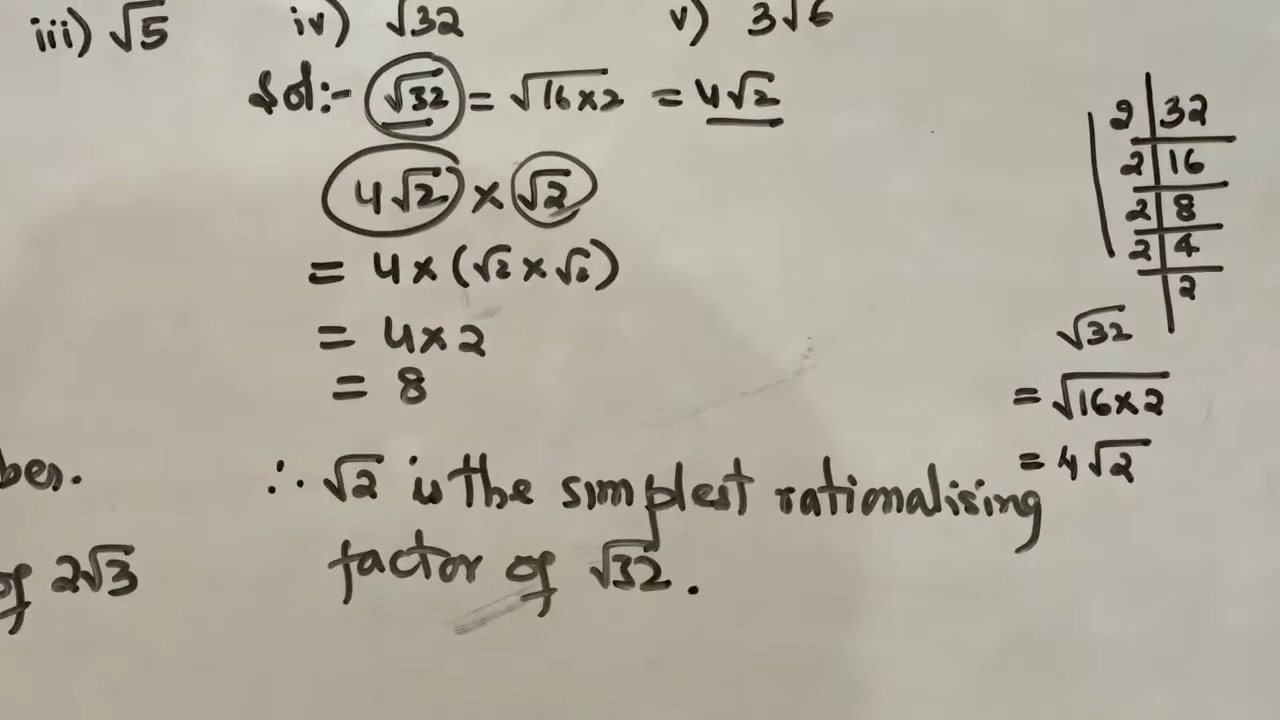 iii) √5 iv) √32 v) 3√6
Sol:- √32 = √16×2 = 4√2
4√2 × √2
= 4×(√2 × √2)
= 4×2
= 8
∴ √2 is the simplest rationalising
factor of √32.
ber.
of 2√3
2 | 32
2 | 16
2 | 8
2 | 4
| 2
√32
= √16×2
= 4√2